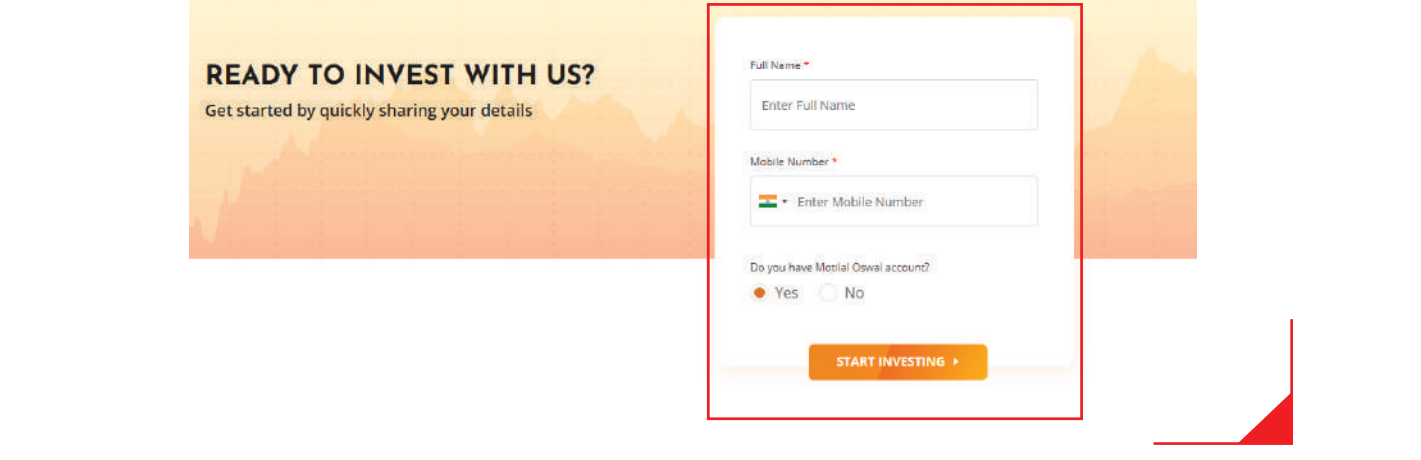 READY TO INVEST WITH US?
Get started by quickly sharing your details
Full Name *
Enter Full Name
Mobile Number *
Enter Mobile Number
Do you have Motilal Oswal account?
Yes No
START INVESTING